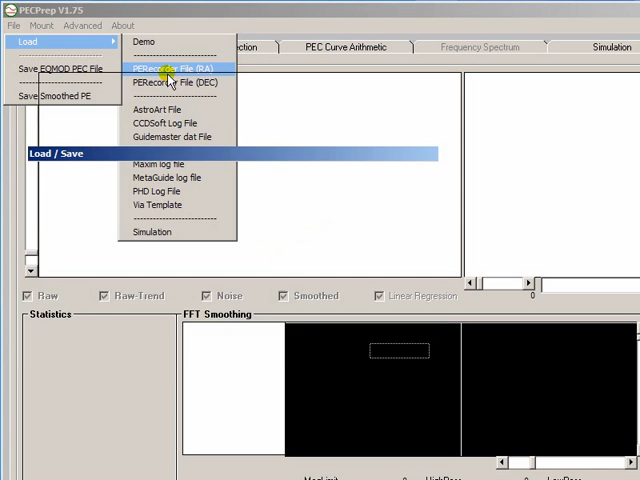 PECPrep V1.75
File Mount Advanced About
Load
Save EQMOD PEC File
Save Smoothed PE
Demo
PERecorder File (RA)
PERecorder File (DEC)
AstroArt File
CCDSoft Log File
Guidemaster dat File
Load / Save
Maxim log file
MetaGuide log file
PHD Log File
Via Template
Simulation
PEC Curve Arithmetic
Frequency Spectrum
Simulation
0
Raw Raw-Trend Noise Smoothed Linear Regression
Statistics
FFT Smoothing